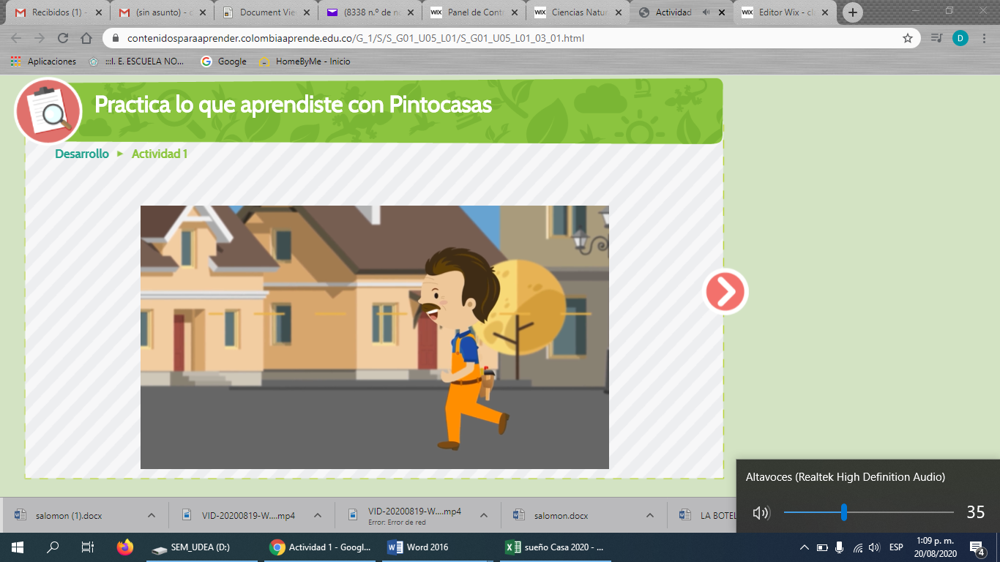 Recibidos (1) -
(sin asunto) - c
Document Vie
(8338 n.º de n
Panel de Cont
Ciencias Natur
Actividad
Editor Wix - cl
contenidosparaaprender.colombiaaprende.edu.co/G_1/S/S_G01_U05_L01/S_G01_U05_L01_03_01.html
D
Aplicaciones
:::I. E. ESCUELA NO...
Google
HomeByMe - Inicio
Practica lo que aprendiste con Pintocasas
Desarrollo
Actividad 1
Altavoces (Realtek High Definition Audio)
35
salomon (1).docx
VID-20200819-W....mp4
VID-20200819-W....mp4
Error: Error de red
salomon.docx
LA BOTEL
SEM_UDEA (D:)
Actividad 1 - Googl...
Word 2016
sueño Casa 2020 - ...
ESP
1:09 p. m.
20/08/2020
4